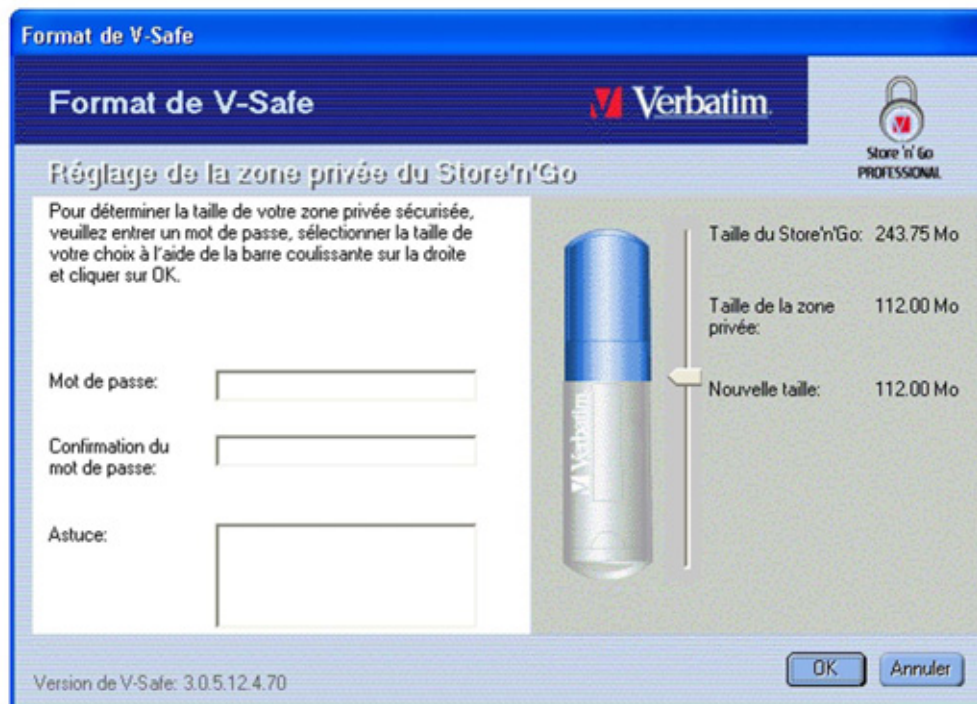 Format de V-Safe
Format de V-Safe
Verbatim.
Store 'n' Go
PROFESSIONAL
Réglage de la zone privée du Store'n'Go
Pour déterminer la taille de votre zone privée sécurisée,
veuillez entrer un mot de passe, sélectionner la taille de
votre choix à l'aide de la barre coulissante sur la droite
et cliquer sur OK.
Mot de passe:
Confirmation du
mot de passe:
Astuce:
Verbatim.
Taille du Store'n'Go: 243.75 Mo
Taille de la zone privée: 112.00 Mo
Nouvelle taille: 112.00 Mo
OK
Annuler
Version de V-Safe: 3.0.5.12.4.70